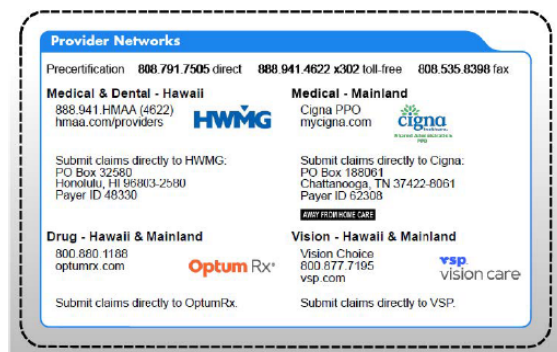 Provider Networks
Precertification 808.791.7505 direct 888.941.4622 x302 toll-free 808.535.8398 fax
Medical & Dental - Hawaii
888.941.HMAA (4622)
hmaa.com/providers
HWMG
Submit claims directly to HWMG:
PO Box 32580
Honolulu, HI 96803-2580
Payer ID 48330
Medical - Mainland
Cigna PPO
mycigna.com
cigna
Submit claims directly to Cigna:
PO Box 188061
Chattanooga, TN 37422-8061
Payer ID 62308
AWAY FROM HOME CARE
Drug - Hawaii & Mainland
800.880.1188
optumrx.com
Optum Rx
Submit claims directly to OptumRx.
Vision - Hawaii & Mainland
Vision Choice
800.877.7195
vsp.com
vsp.
vision care
Submit claims directly to VSP.